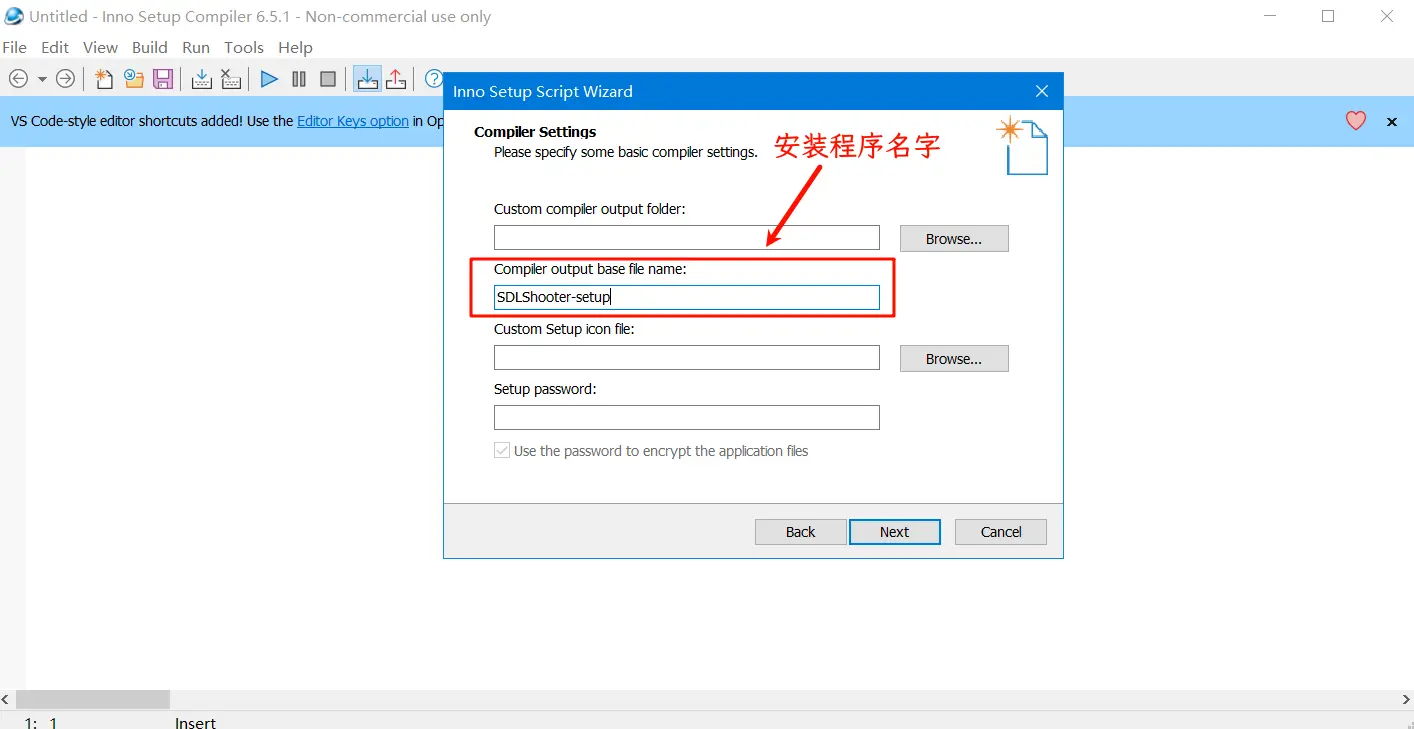 Untitled - Inno Setup Compiler 6.5.1 - Non-commercial use only
File Edit View Build Run Tools Help
VS Code-style editor shortcuts added! Use the Editor Keys option in Op
Inno Setup Script Wizard
Compiler Settings
Please specify some basic compiler settings.
安装程序名字
Custom compiler output folder:
Browse...
Compiler output base file name:
SDLShooter-setup
Custom Setup icon file:
Browse...
Setup password:
Use the password to encrypt the application files
Back Next Cancel
1: 1 Insert